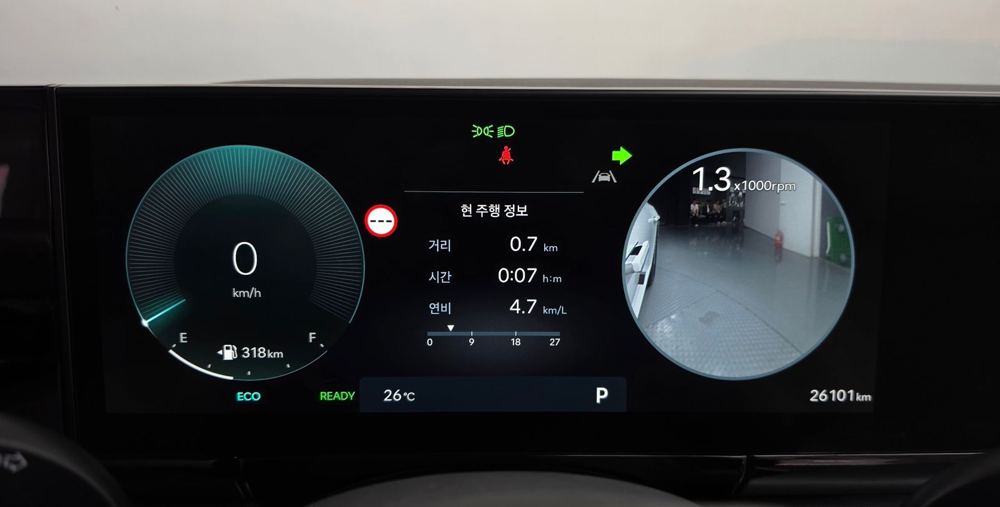 현 주행 정보
거리 0.7 km
시간 0:07 h:m
연비 4.7 km/L
0 9 18 27
0
km/h
E F
318km
ECO
READY
26°C
P
---
1.3 x1000rpm
26101km